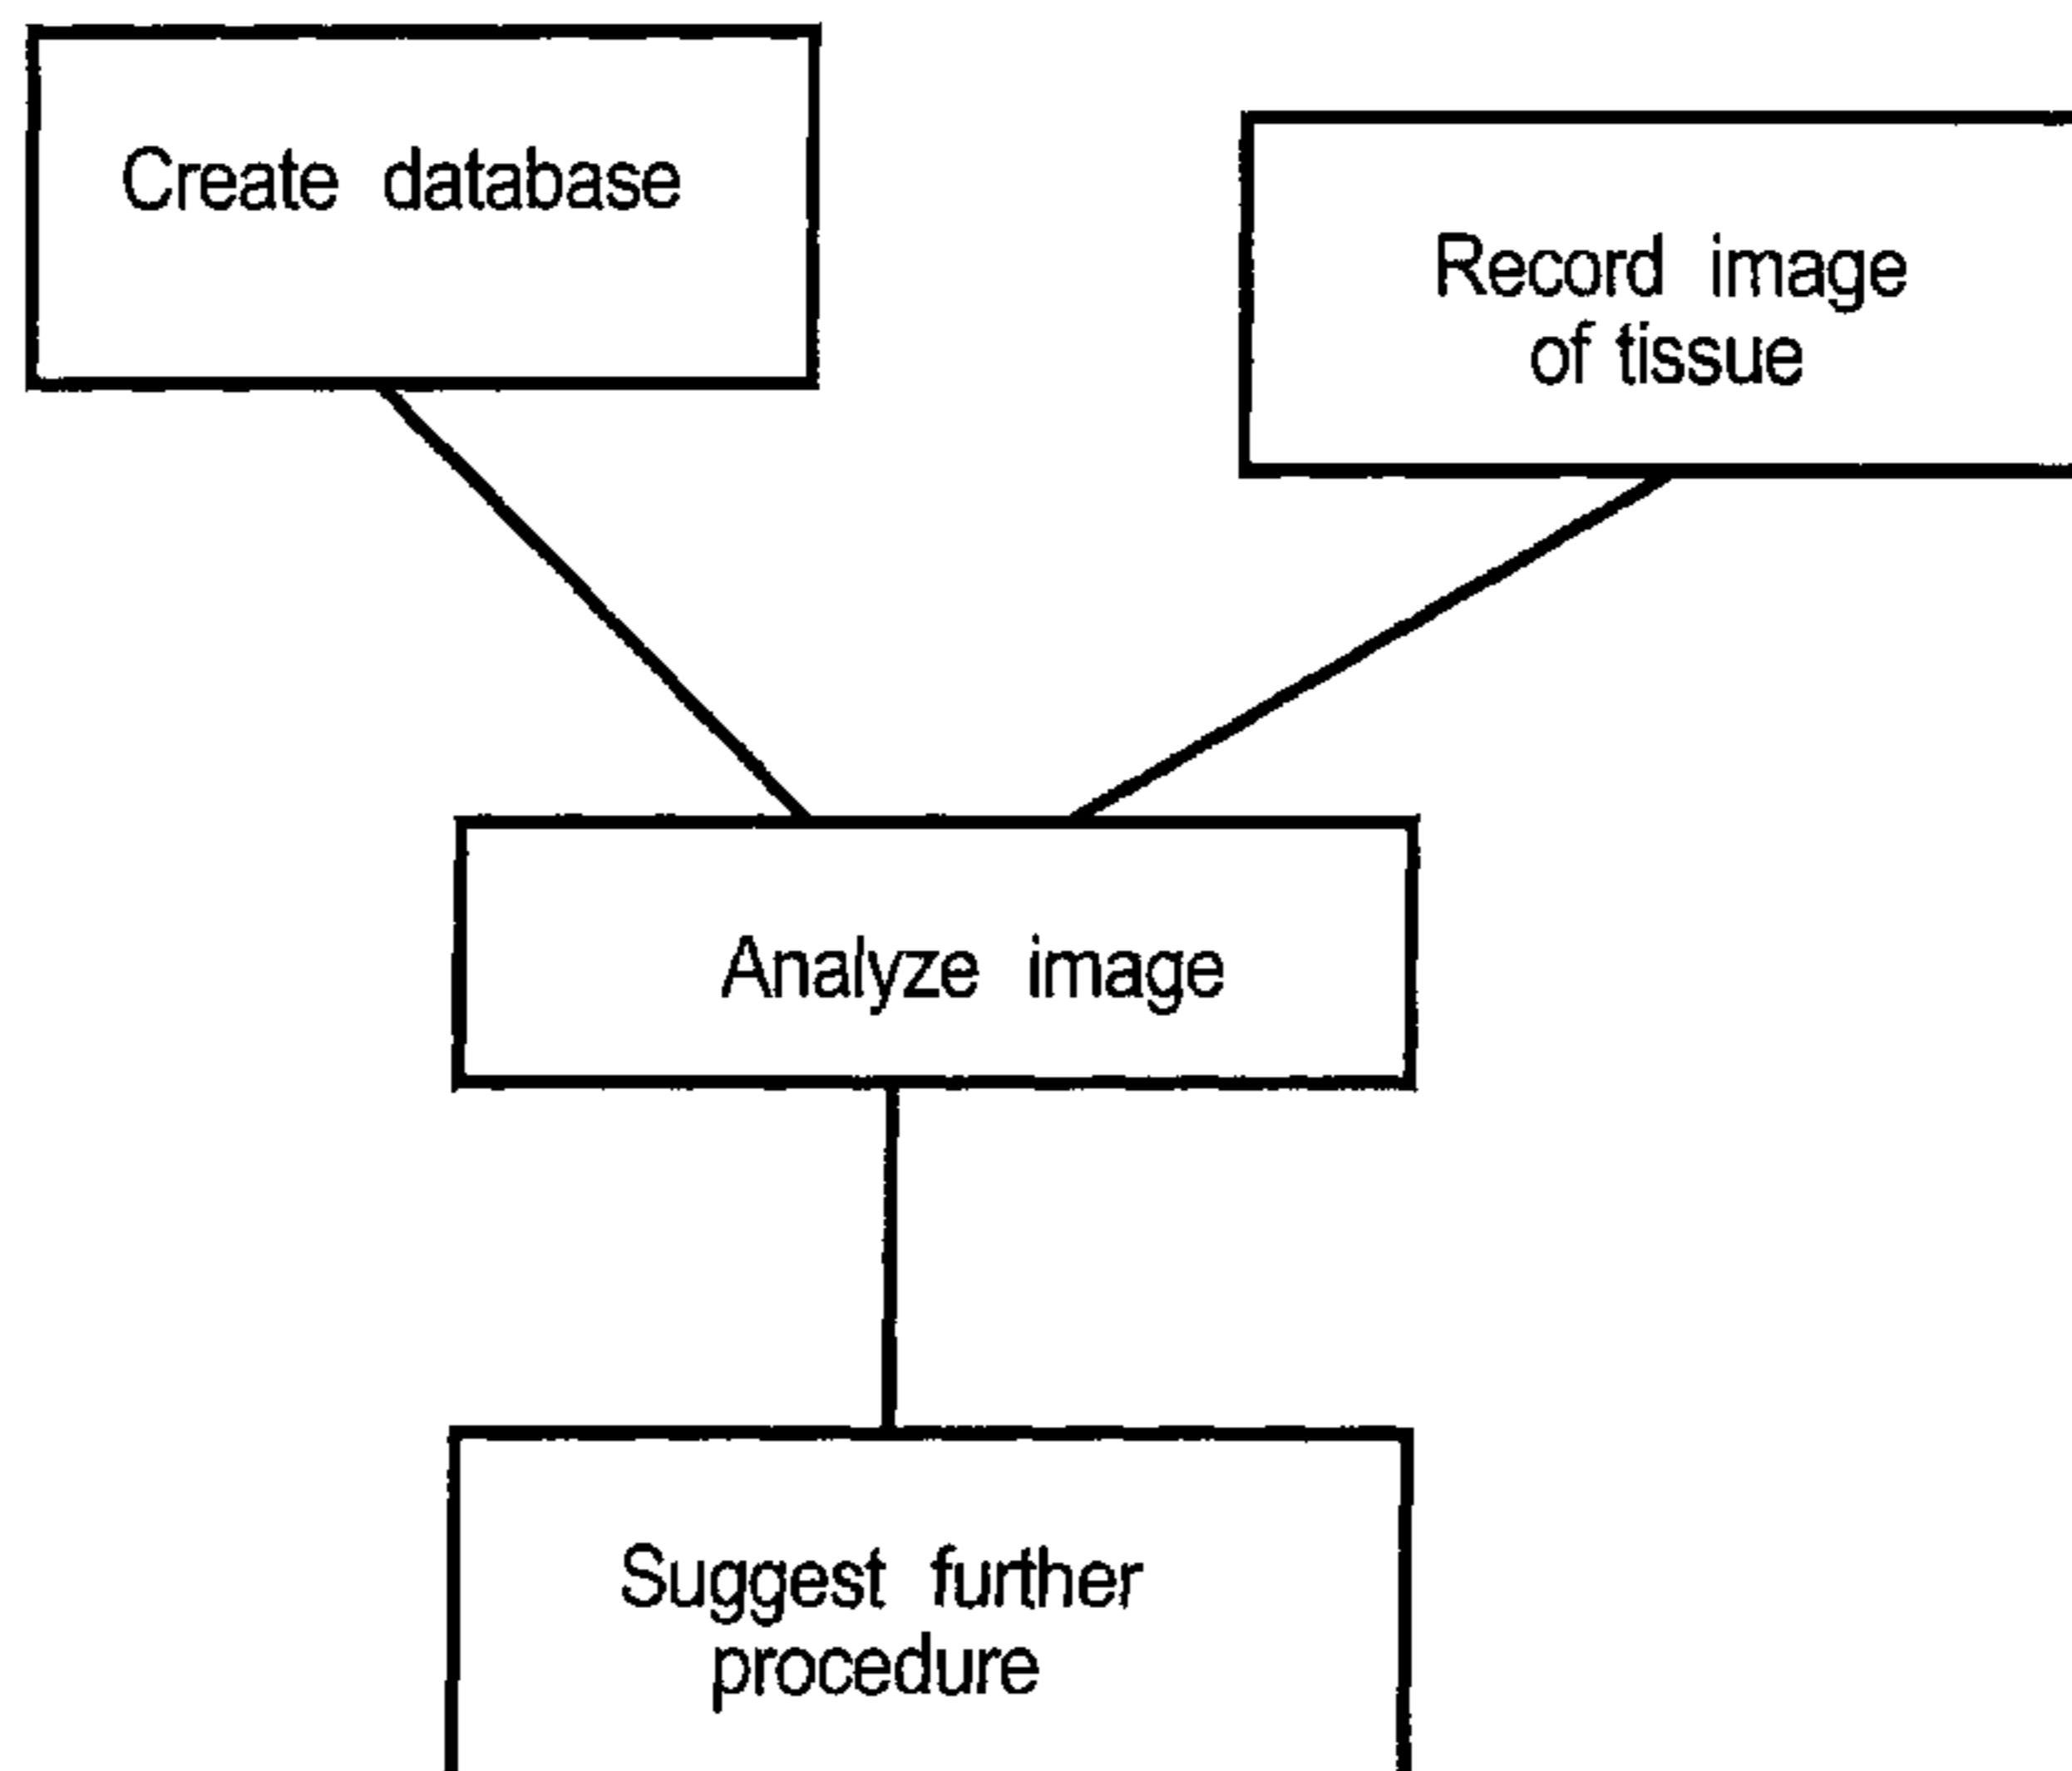 Create database
Record image
of tissue
Analyze image
Suggest further
procedure